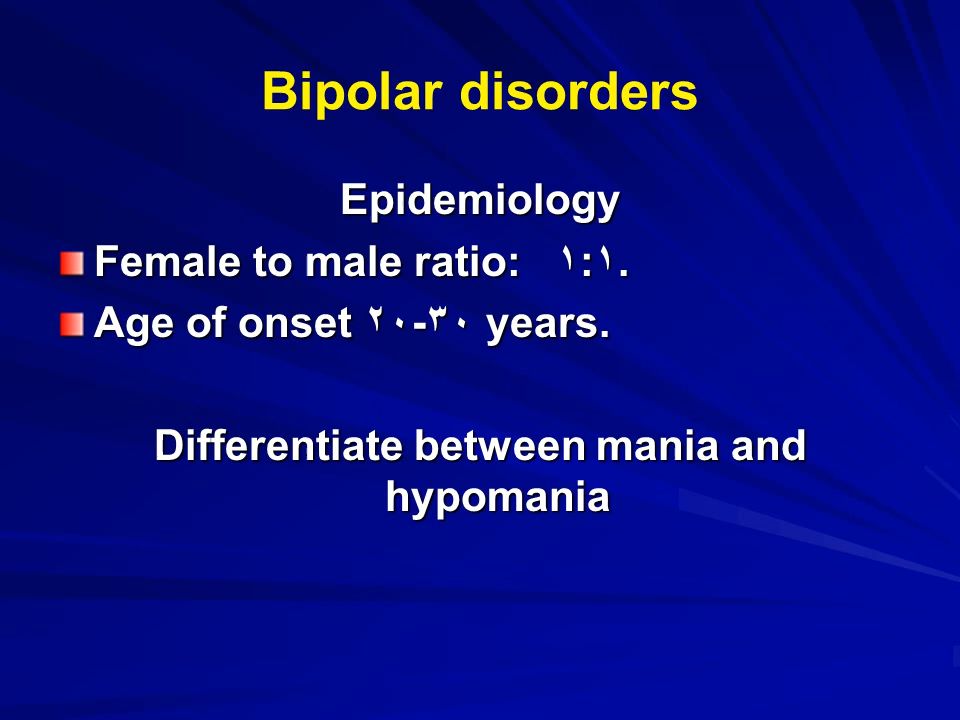 Bipolar disorders
Epidemiology
Female to male ratio: ١:١.
Age of onset ٢٠-٣٠ years.
Differentiate between mania and
hypomania